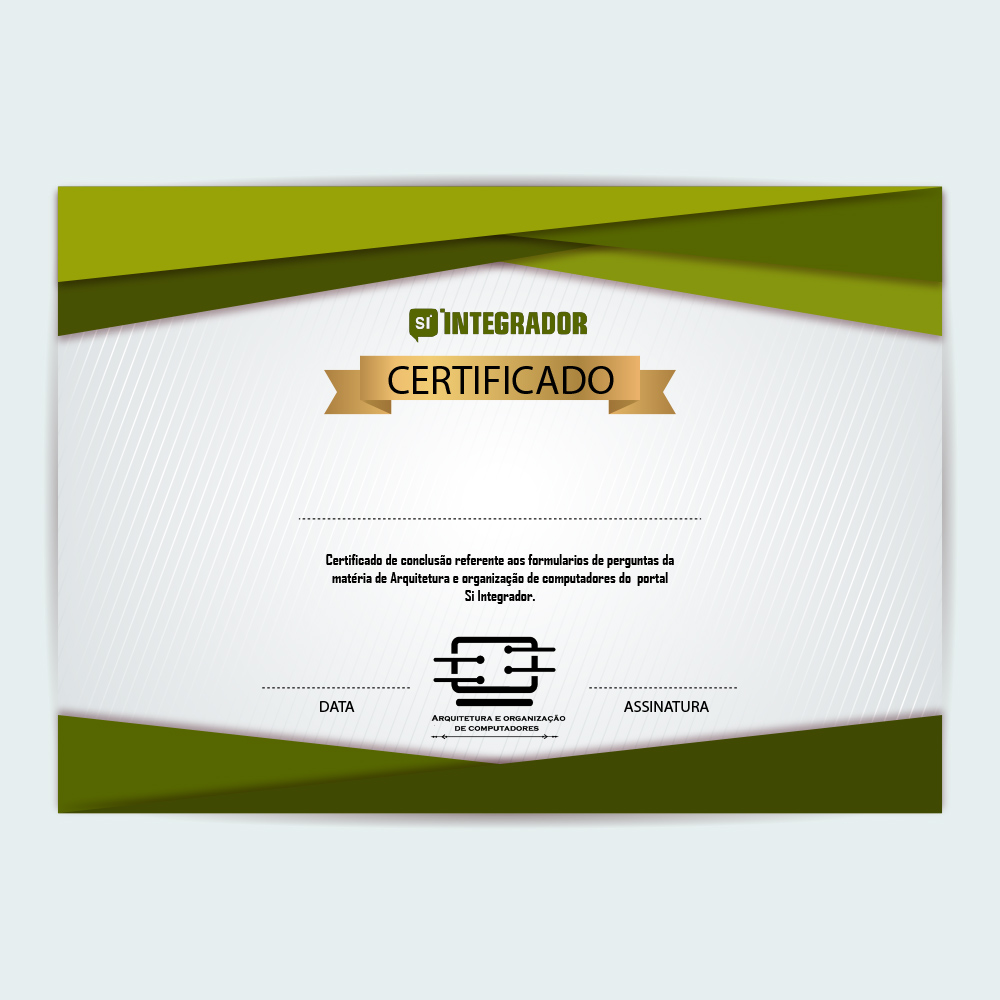 SI INTEGRADOR
CERTIFICADO
Certificado de conclusão referente aos formularios de perguntas da
matéria de Arquitetura e organização de computadores do portal
Si Integrador.
DATA
ASSINATURA
Arquitetura e organização
de computadores